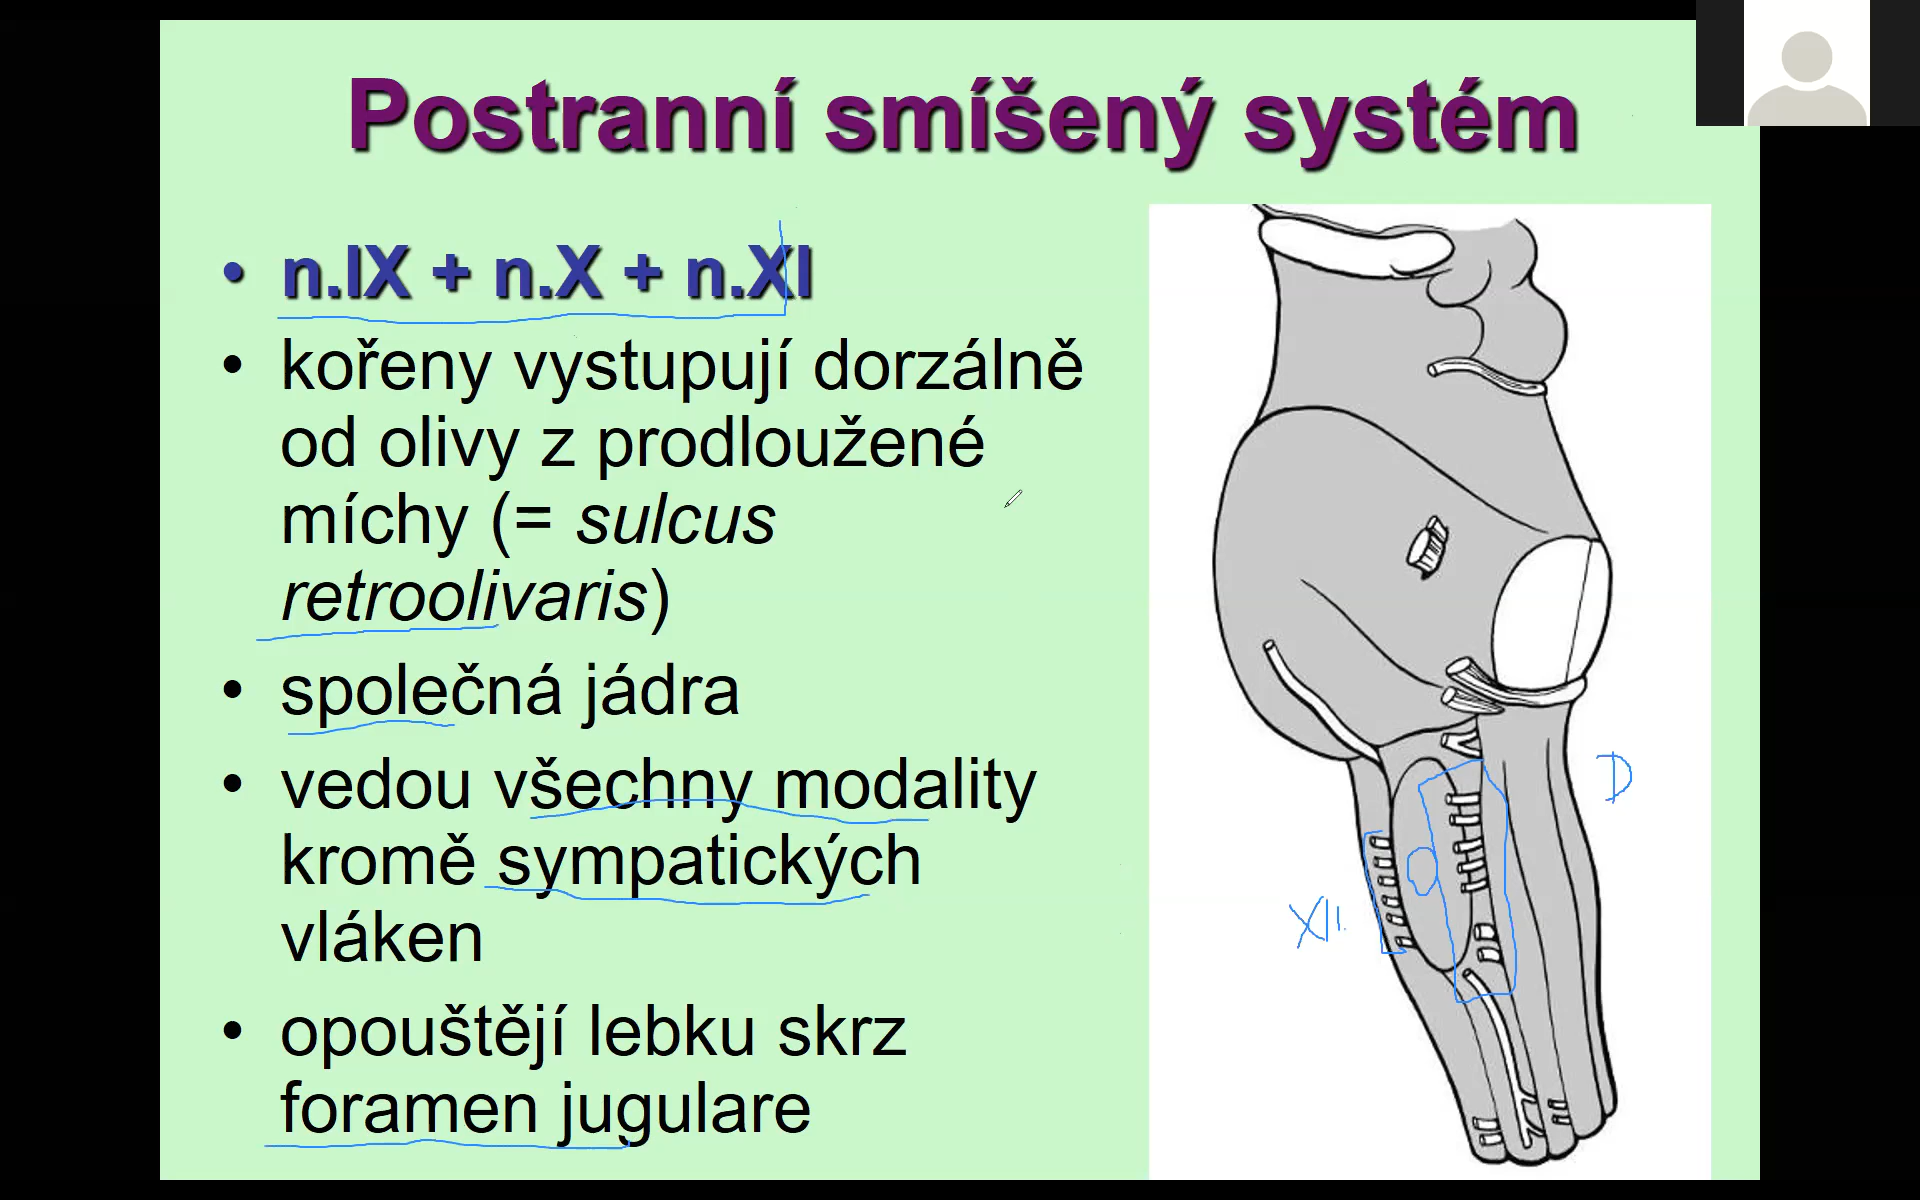 Postranní smíšený systém
• n.IX + n.X + n.XI
• kořeny vystupují dorzálně
od olivy z prodloužené
míchy (= sulcus
retroolivaris)
• společná jádra
• vedou všechny modality
kromě sympatických
vláken
• opouštějí lebku skrz
foramen jugulare
D
XII.